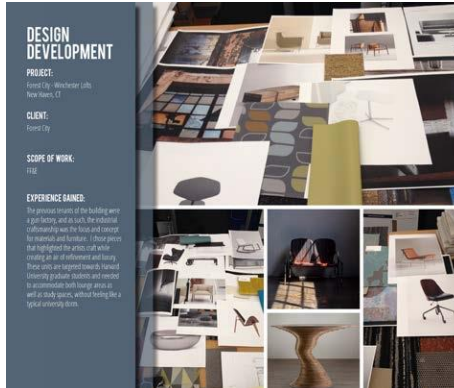 DESIGN
DEVELOPMENT
PROJECT:
Forest City - Winchester Lofts
New Haven, CT
CLIENT:
Forest City
SCOPE OF WORK:
FF&E
EXPERIENCE GAINED:
The previous tenants of the building were
a gun factory, and as such, the industrial
craftsmanship was the focus and concept
for materials and furniture. I chose pieces
that highlighted the artists craft while
creating an air of refinement and luxury.
These units are targeted towards Harvard
University graduate students and needed
to accommodate both lounge areas as
well as study spaces, without feeling like a
typical university dorm.